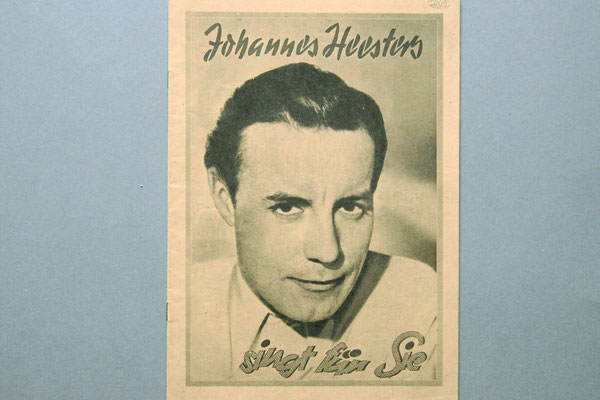 Johannes Heesters
singt für Sie